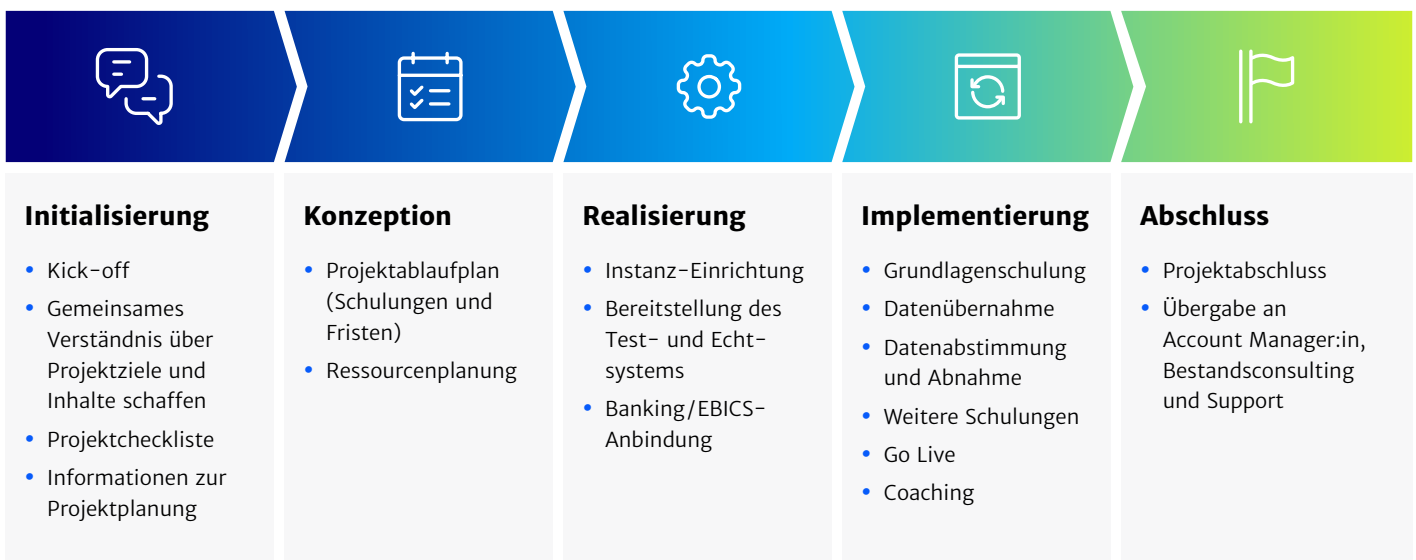 Initialisierung
• Kick-off
• Gemeinsames
Verständnis über
Projektziele und
Inhalte schaffen
• Projektcheckliste
• Informationen zur
Projektplanung
Konzeption
• Projektablaufplan
(Schulungen und
Fristen)
• Ressourcenplanung
Realisierung
• Instanz-Einrichtung
• Bereitstellung des
Test- und Echt-
systems
• Banking/EBICS-
Anbindung
Implementierung
• Grundlagenschulung
• Datenübernahme
• Datenabstimmung
und Abnahme
• Weitere Schulungen
• Go Live
• Coaching
Abschluss
• Projektabschluss
• Übergabe an
Account Manager:in,
Bestandsconsulting
und Support